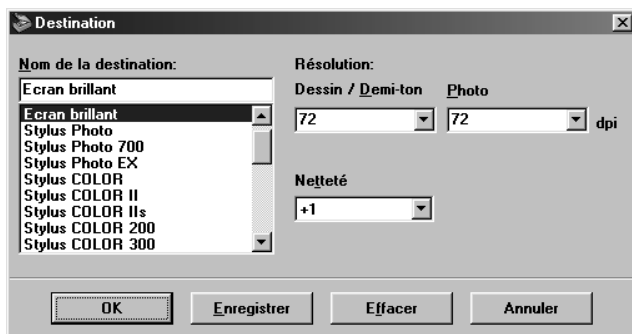 Destination
Nom de la destination:
Ecran brillant
Ecran brillant
Stylus Photo
Stylus Photo 700
Stylus Photo EX
Stylus COLOR
Stylus COLOR II
Stylus COLOR IIs
Stylus COLOR 200
Stylus COLOR 300
Résolution:
Dessin / Demi-ton Photo
72 72 dpi
Netteté
+1
OK Enregistrer Effacer Annuler